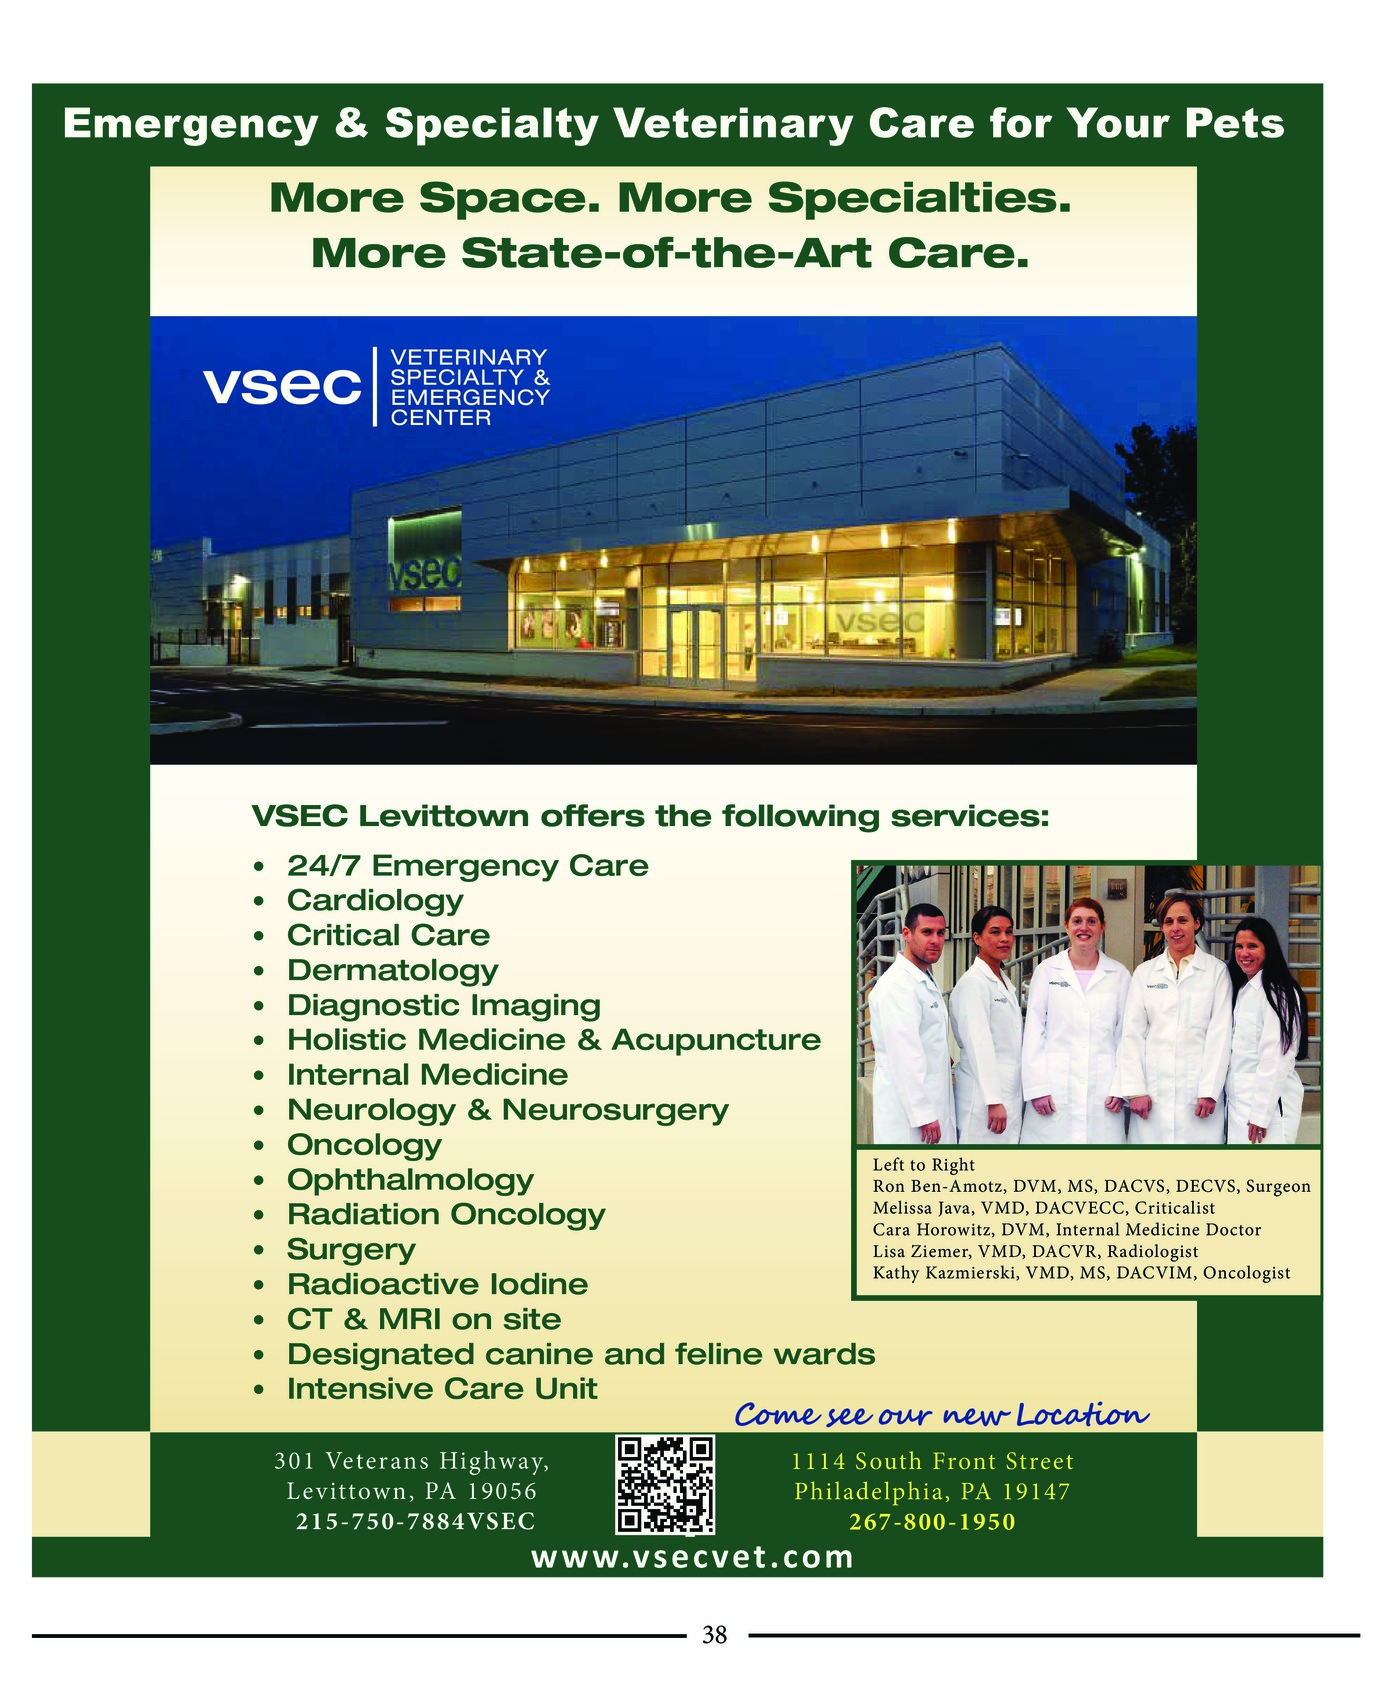 Emergency & Specialty Veterinary Care for Your Pets
More Space. More Specialties.
More State-of-the-Art Care.
vsec
VETERINARY
SPECIALTY &
EMERGENCY
CENTER
vsec
vsec
VSEC Levittown offers the following services:
• 24/7 Emergency Care
• Cardiology
• Critical Care
• Dermatology
• Diagnostic Imaging
• Holistic Medicine & Acupuncture
• Internal Medicine
• Neurology & Neurosurgery
• Oncology
• Ophthalmology
• Radiation Oncology
• Surgery
• Radioactive Iodine
• CT & MRI on site
• Designated canine and feline wards
• Intensive Care Unit
Left to Right
Ron Ben-Amotz, DVM, MS, DACVS, DECVS, Surgeon
Melissa Java, VMD, DACVECC, Criticalist
Cara Horowitz, DVM, Internal Medicine Doctor
Lisa Ziemer, VMD, DACVR, Radiologist
Kathy Kazmierski, VMD, MS, DACVIM, Oncologist
Come see our new Location
301 Veterans Highway,
Levittown, PA 19056
215-750-7884VSEC
1114 South Front Street
Philadelphia, PA 19147
267-800-1950
www.vsecvet.com
38